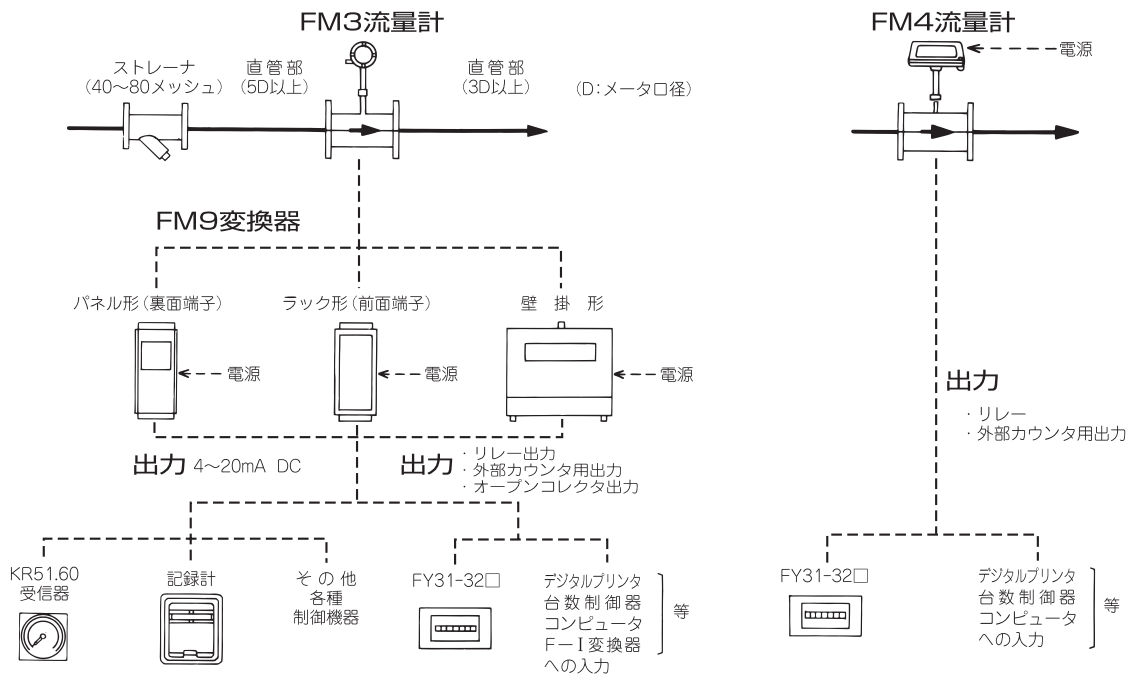 FM3流量計
ストレーナ
(40～80メッシュ)
直管部
(5D以上)
直管部
(3D以上)
(D：メータ口径)
FM9変換器
パネル形(裏面端子)
ラック形(前面端子)
壁掛形
電源
電源
電源
出力 4～20mA DC
出力
・リレー出力
・外部カウンタ用出力
・オープンコレクタ出力
KR51.60
受信器
記録計
その他
各種
制御機器
FY31-32□
デジタルプリンタ
台数制御器
コンピュータ
F－I変換器
への入力
等
FM4流量計
電源
出力
・リレー
・外部カウンタ用出力
FY31-32□
デジタルプリンタ
台数制御器
コンピュータ
への入力
等